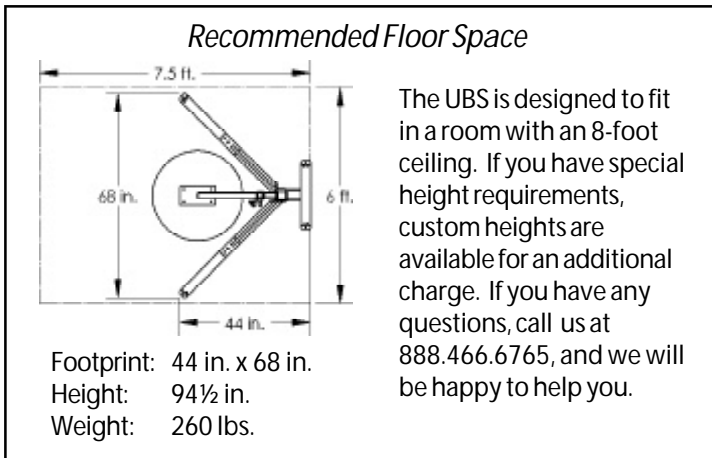 Recommended Floor Space
7.5 ft.
68 in.
6 ft.
44 in.
The UBS is designed to fit
in a room with an 8-foot
ceiling. If you have special
height requirements,
custom heights are
available for an additional
charge. If you have any
questions, call us at
888.466.6765, and we will
be happy to help you.
Footprint: 44 in. x 68 in.
Height: 94½ in.
Weight: 260 lbs.